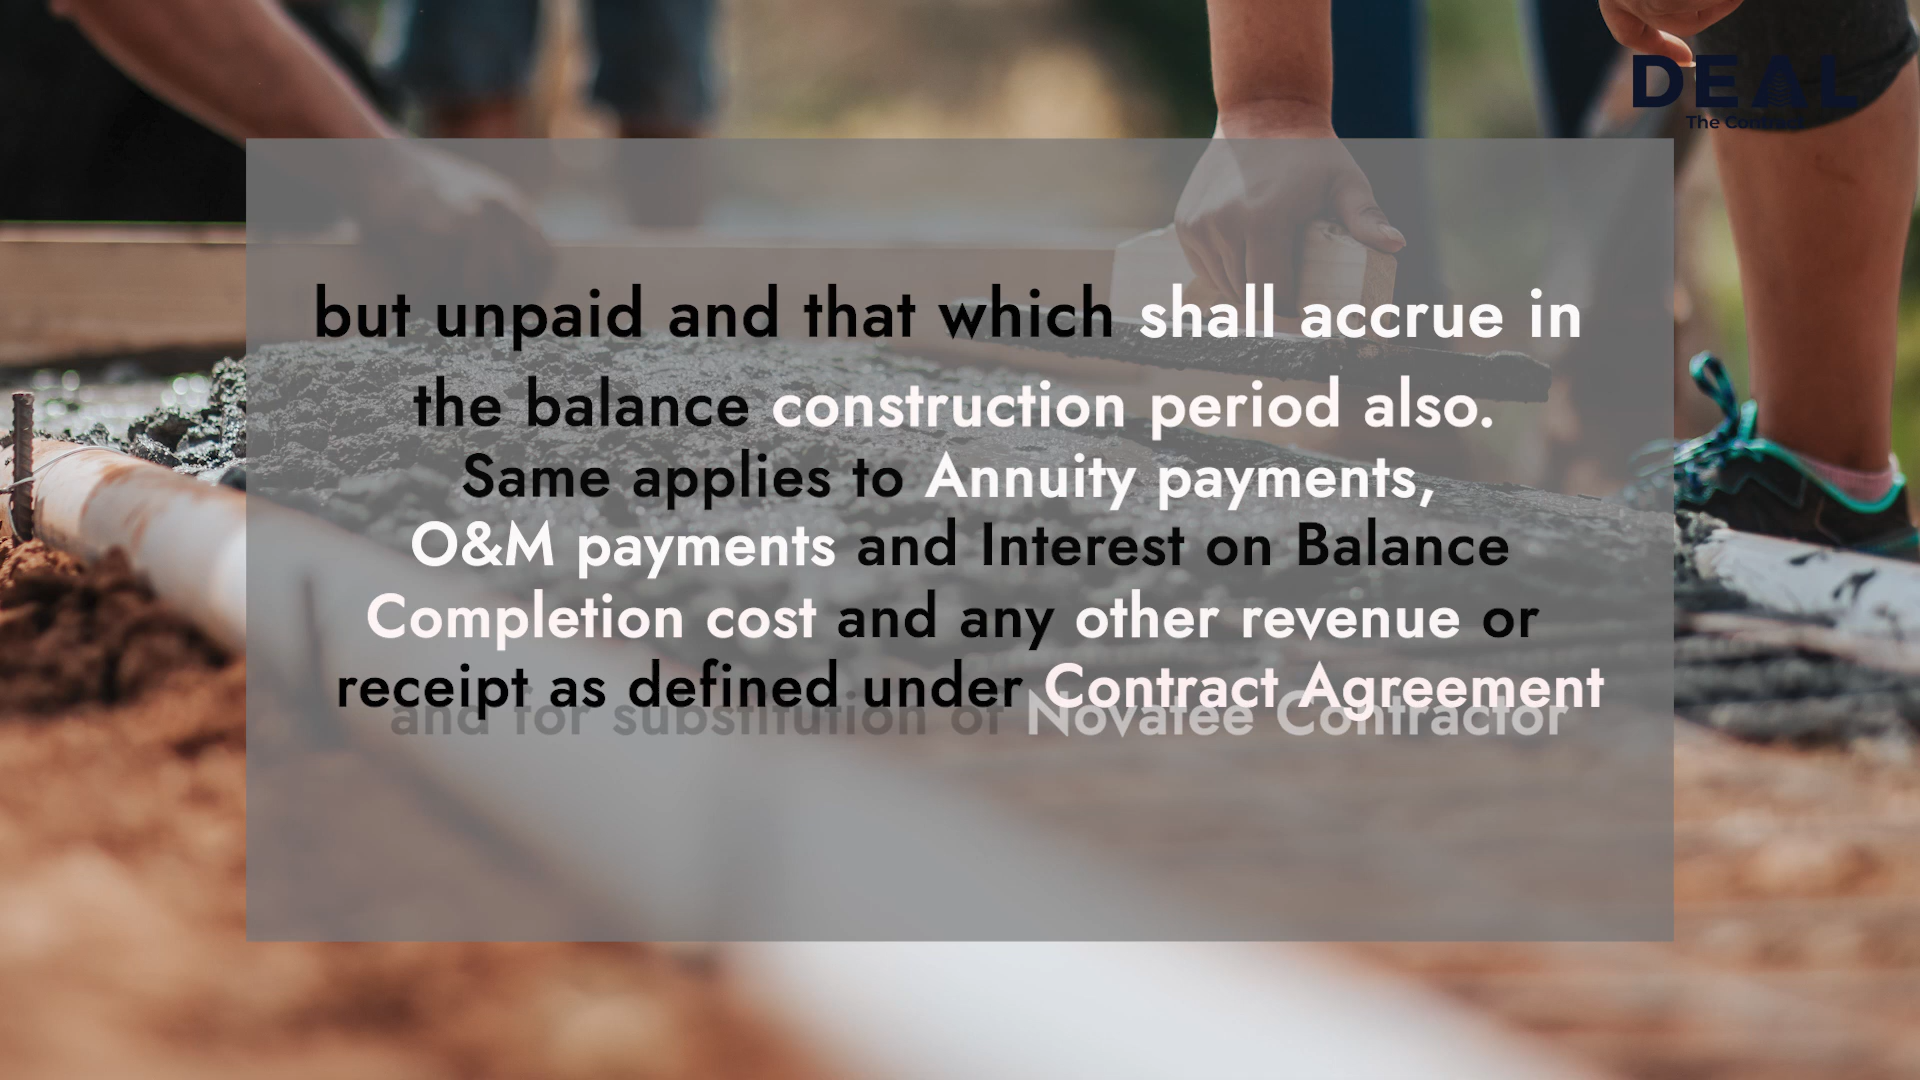 DEAL
The Contract
but unpaid and that which shall accrue in
the balance construction period also.
Same applies to Annuity payments,
O&M payments and Interest on Balance
Completion cost and any other revenue or
receipt as defined under Contract Agreement
and for substitution of Novatee Contractor